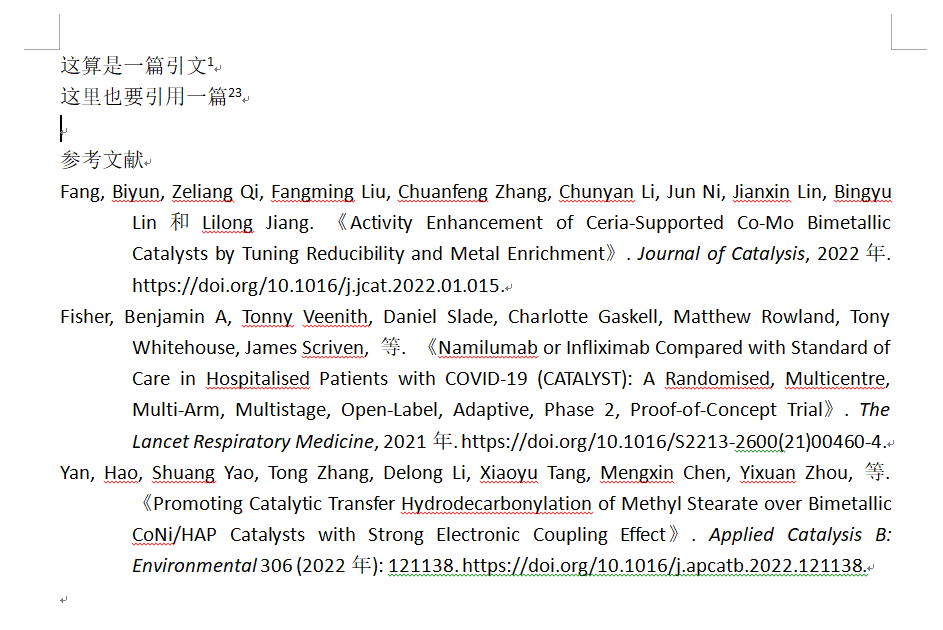 这算是一篇引文1
这里也要引用一篇23
参考文献
Fang, Biyun, Zeliang Qi, Fangming Liu, Chuanfeng Zhang, Chunyan Li, Jun Ni, Jianxin Lin, Bingyu
Lin 和 Lilong Jiang. 《Activity Enhancement of Ceria-Supported Co-Mo Bimetallic
Catalysts by Tuning Reducibility and Metal Enrichment》. Journal of Catalysis, 2022 年.
https://doi.org/10.1016/j.jcat.2022.01.015.
Fisher, Benjamin A, Tonny Veenith, Daniel Slade, Charlotte Gaskell, Matthew Rowland, Tony
Whitehouse, James Scriven, 等. 《Namilumab or Infliximab Compared with Standard of
Care in Hospitalised Patients with COVID-19 (CATALYST): A Randomised, Multicentre,
Multi-Arm, Multistage, Open-Label, Adaptive, Phase 2, Proof-of-Concept Trial》. The
Lancet Respiratory Medicine, 2021 年. https://doi.org/10.1016/S2213-2600(21)00460-4.
Yan, Hao, Shuang Yao, Tong Zhang, Delong Li, Xiaoyu Tang, Mengxin Chen, Yixuan Zhou, 等.
《Promoting Catalytic Transfer Hydrodecarbonylation of Methyl Stearate over Bimetallic
CoNi/HAP Catalysts with Strong Electronic Coupling Effect》. Applied Catalysis B:
Environmental 306 (2022 年): 121138. https://doi.org/10.1016/j.apcatb.2022.121138.